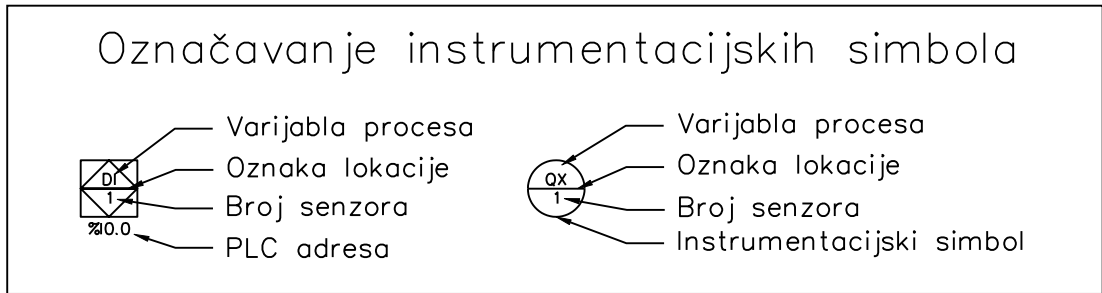 Označavanje instrumentacijskih simbola
Varijabla procesa
Oznaka lokacije
Broj senzora
PLC adresa
DI
1
%I0.0
Varijabla procesa
Oznaka lokacije
Broj senzora
Instrumentacijski simbol
QX
1